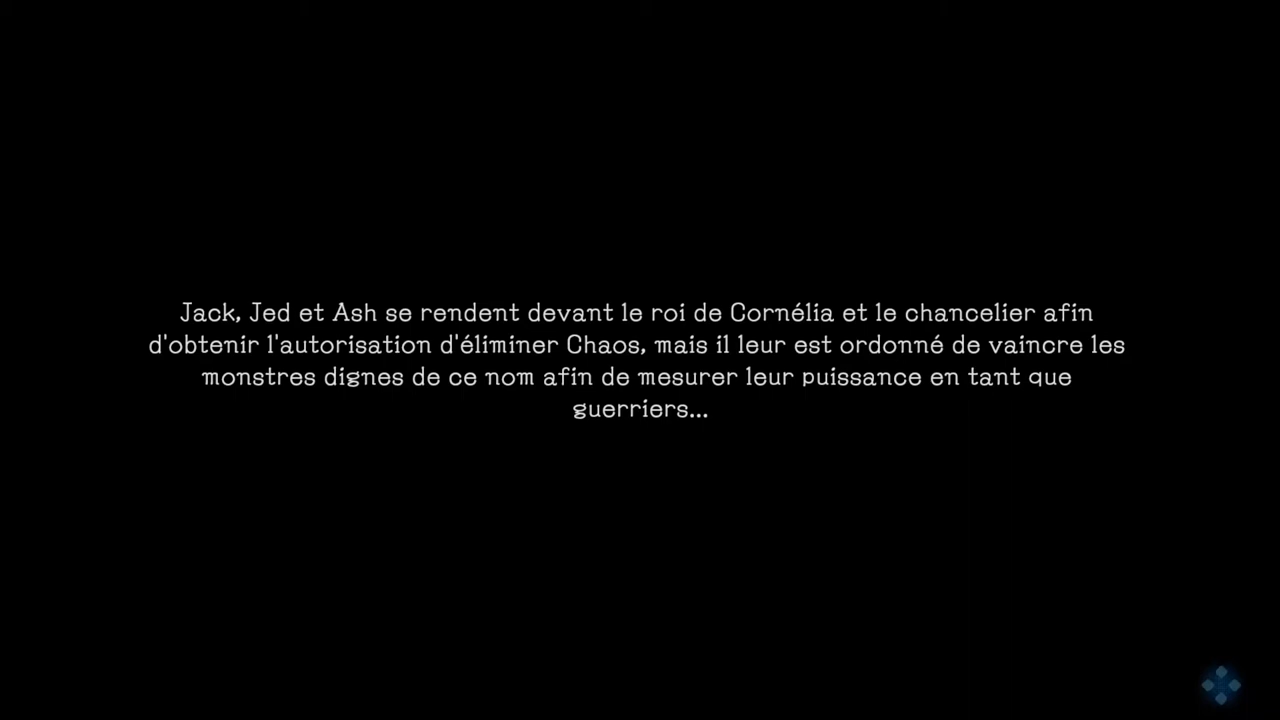 Jack, Jed et Ash se rendent devant le roi de Cornélia et le chancelier afin
d'obtenir l'autorisation d'éliminer Chaos, mais il leur est ordonné de vaincre les
monstres dignes de ce nom afin de mesurer leur puissance en tant que
guerriers...